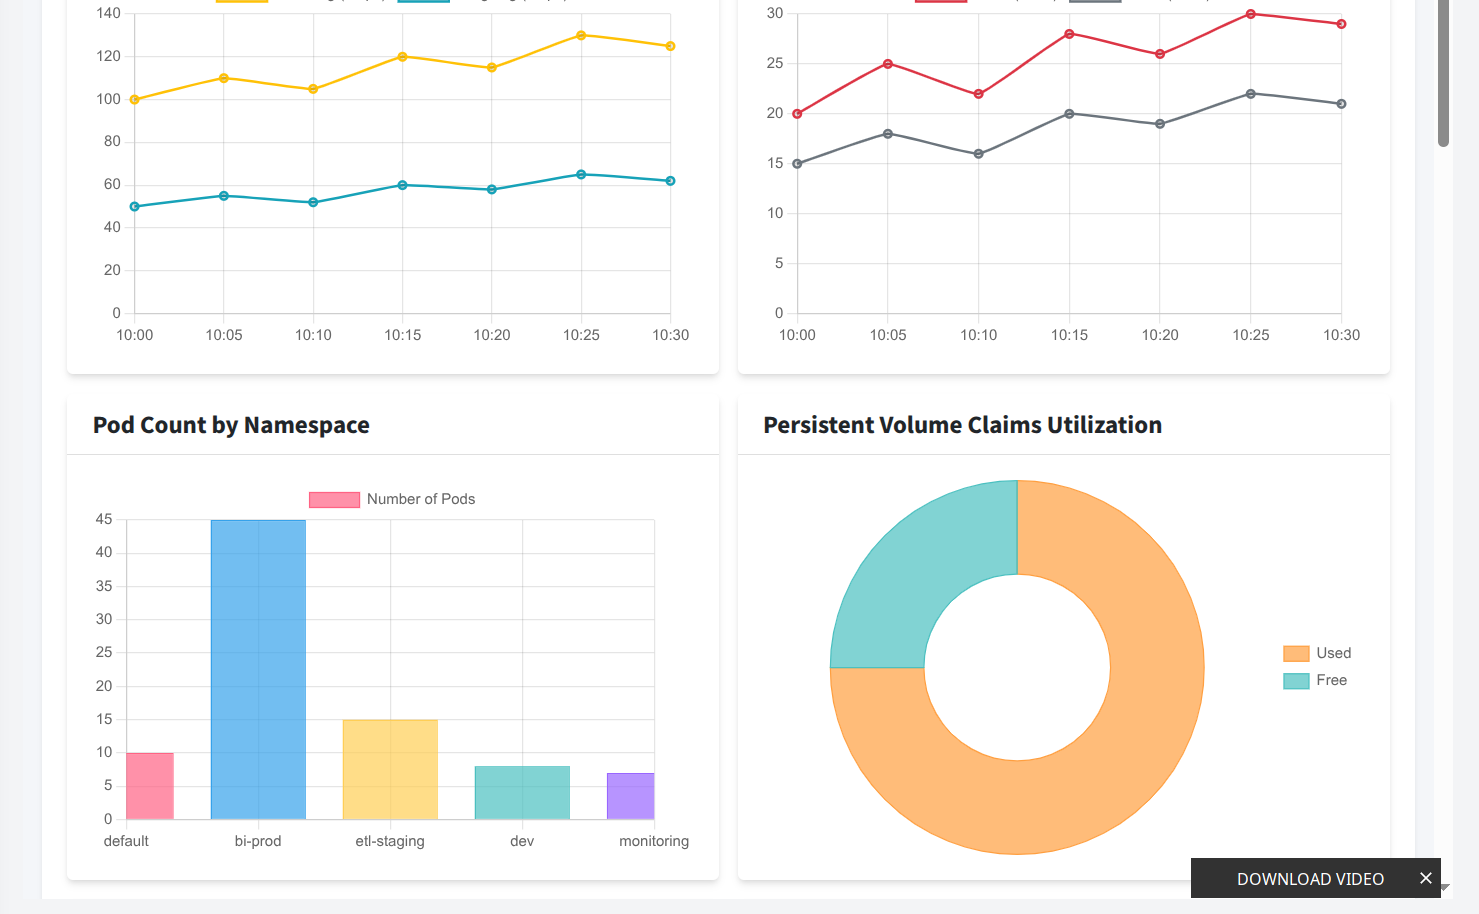 140
120
100
80
60
40
20
0
10:00 10:05 10:10 10:15 10:20 10:25 10:30
30
25
20
15
10
5
0
10:00 10:05 10:10 10:15 10:20 10:25 10:30
Pod Count by Namespace
Number of Pods
45
40
35
30
25
20
15
10
5
0
default bi-prod etl-staging dev monitoring
Persistent Volume Claims Utilization
Used
Free
DOWNLOAD VIDEO